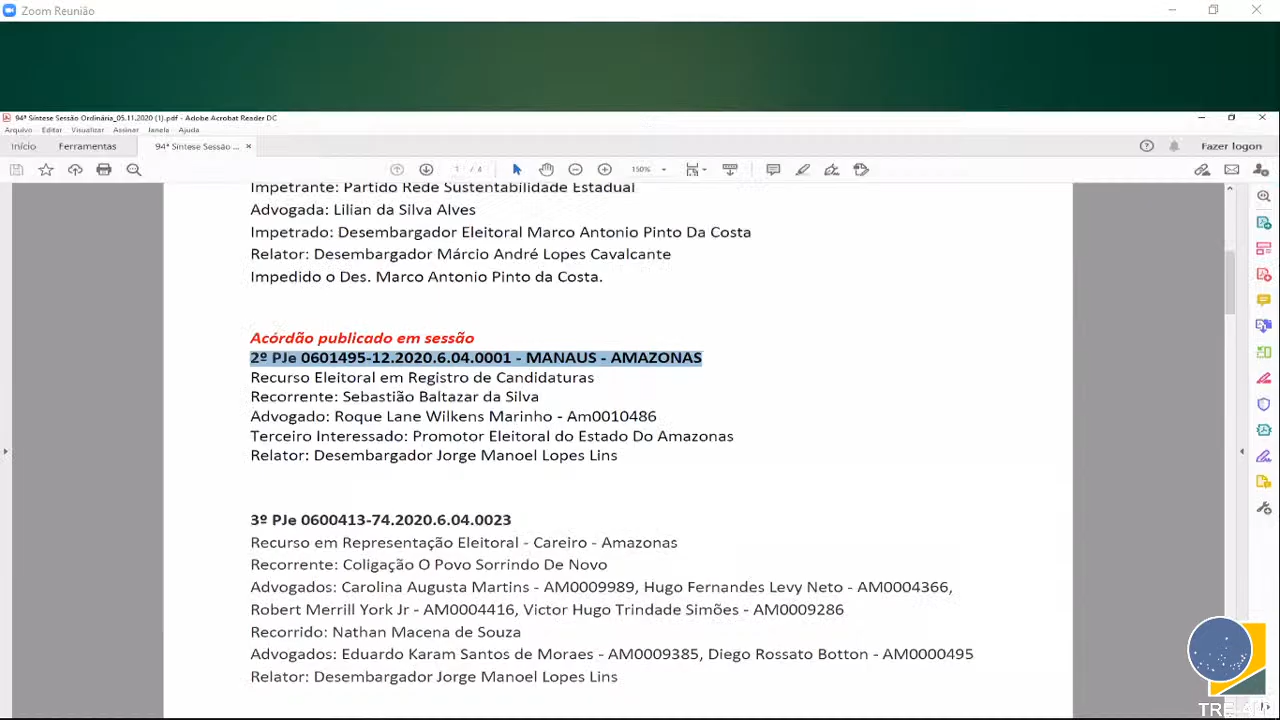 Zoom Reunião
94ª Síntese Sessão Ordinária_05.11.2020 (1).pdf - Adobe Acrobat Reader DC
Arquivo Editar Visualizar Assinar Janela Ajuda
Início Ferramentas 94ª Síntese Sessão ... × Fazer logon
1 / 4 150%
Impetrante: Partido Rede Sustentabilidade Estadual
Advogada: Lilian da Silva Alves
Impetrado: Desembargador Eleitoral Marco Antonio Pinto Da Costa
Relator: Desembargador Márcio André Lopes Cavalcante
Impedido o Des. Marco Antonio Pinto da Costa.
Acórdão publicado em sessão
2º PJe 0601495-12.2020.6.04.0001 - MANAUS - AMAZONAS
Recurso Eleitoral em Registro de Candidaturas
Recorrente: Sebastião Baltazar da Silva
Advogado: Roque Lane Wilkens Marinho - Am0010486
Terceiro Interessado: Promotor Eleitoral do Estado Do Amazonas
Relator: Desembargador Jorge Manoel Lopes Lins
3º PJe 0600413-74.2020.6.04.0023
Recurso em Representação Eleitoral - Careiro - Amazonas
Recorrente: Coligação O Povo Sorrindo De Novo
Advogados: Carolina Augusta Martins - AM0009989, Hugo Fernandes Levy Neto - AM0004366,
Robert Merrill York Jr - AM0004416, Victor Hugo Trindade Simões - AM0009286
Recorrido: Nathan Macena de Souza
Advogados: Eduardo Karam Santos de Moraes - AM0009385, Diego Rossato Botton - AM0000495
Relator: Desembargador Jorge Manoel Lopes Lins